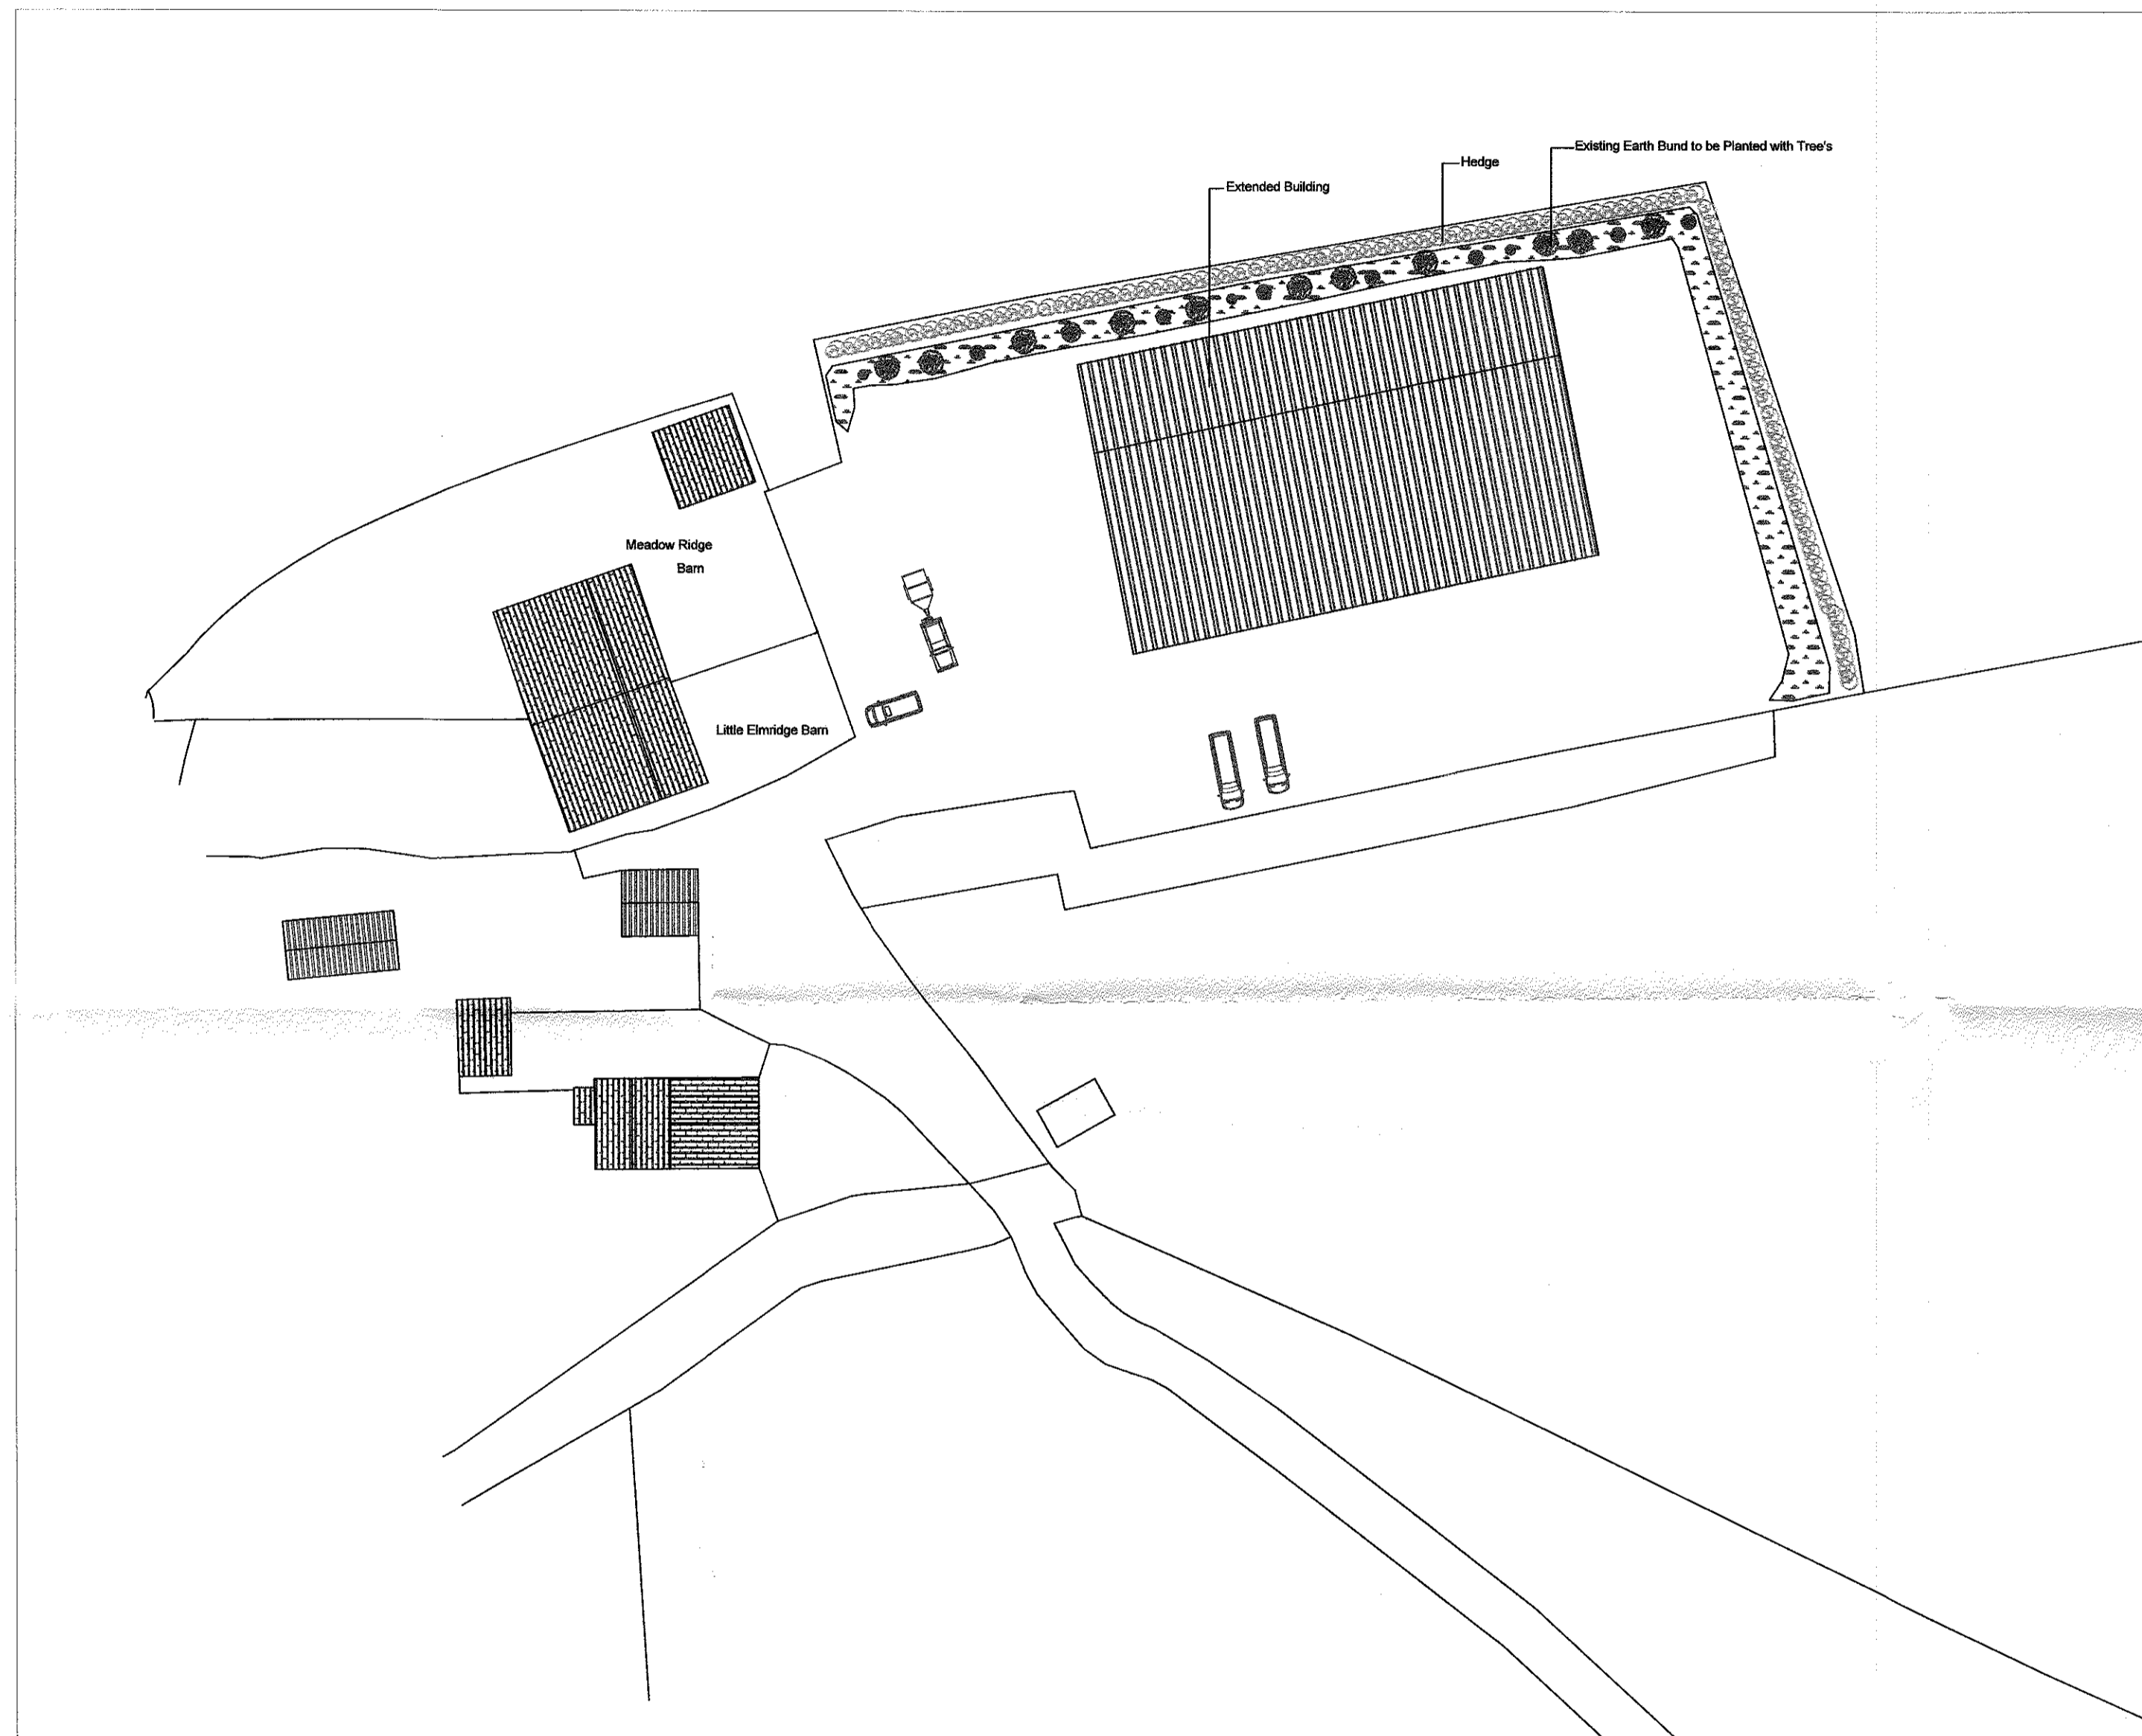 Existing Earth Bund to be Planted with Tree's
Hedge
Extended Building
Meadow Ridge
Barn
Little Elmridge Barn